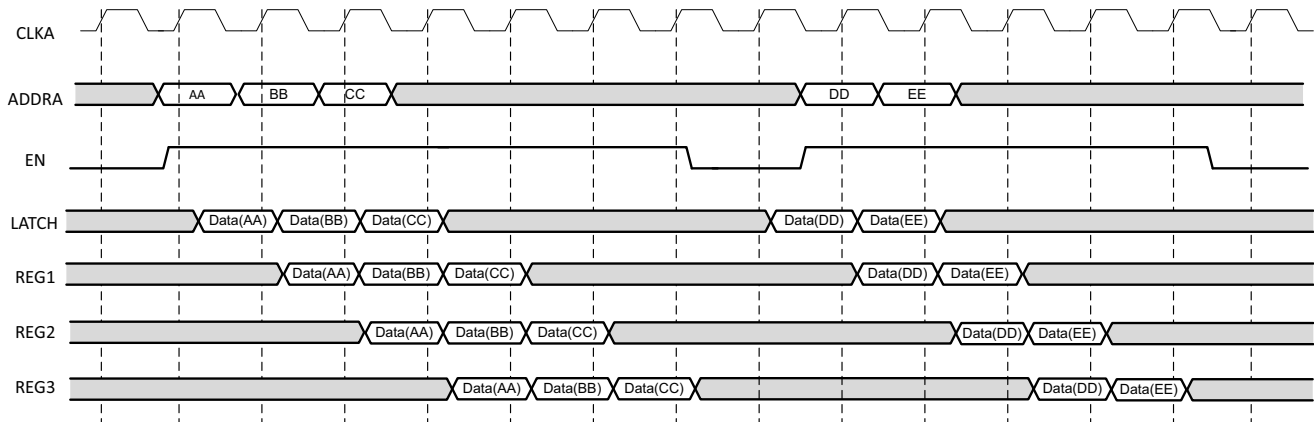 CLKA
ADDRA AA BB CC DD EE
EN
LATCH Data(AA) Data(BB) Data(CC) Data(DD) Data(EE)
REG1 Data(AA) Data(BB) Data(CC) Data(DD) Data(EE)
REG2 Data(AA) Data(BB) Data(CC) Data(DD) Data(EE)
REG3 Data(AA) Data(BB) Data(CC) Data(DD) Data(EE)